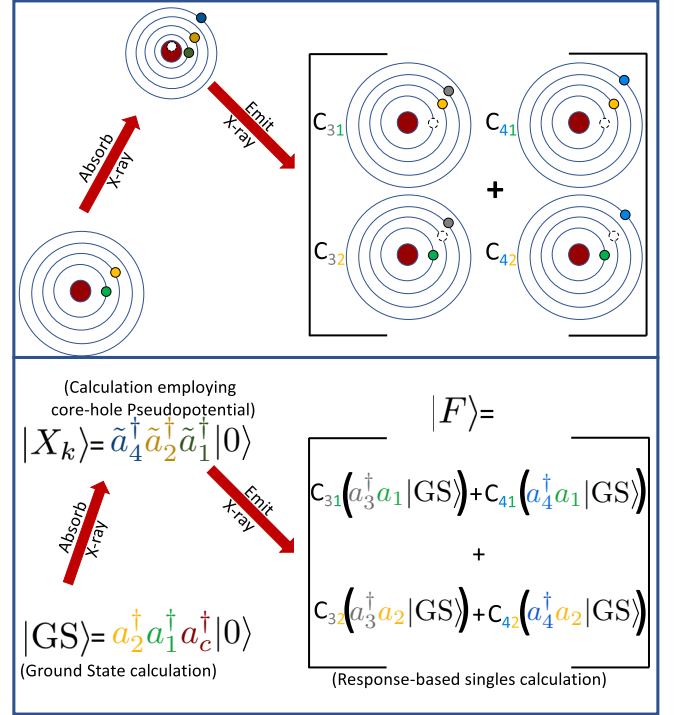 Absorb
X-ray
Emit
X-ray
C₃₁
C₄₁
+
C₃₂
C₄₂
(Calculation employing
core-hole Pseudopotential)
|Xₖ⟩= ã₄†ã₂†ã₁†|0⟩
Absorb
X-ray
Emit
X-ray
|GS⟩= a₂†a₁†a_c†|0⟩
(Ground State calculation)
|F⟩=
C₃₁(a₃†a₁|GS⟩)+C₄₁(a₄†a₁|GS⟩)
+
C₃₂(a₃†a₂|GS⟩)+C₄₂(a₄†a₂|GS⟩)
(Response-based singles calculation)